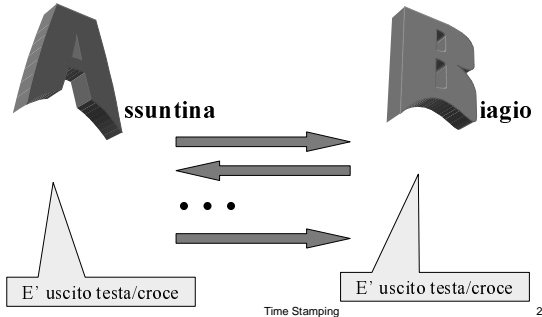 Assuntina
Biagio
• • •
E' uscito testa/croce
E' uscito testa/croce
Time Stamping
2